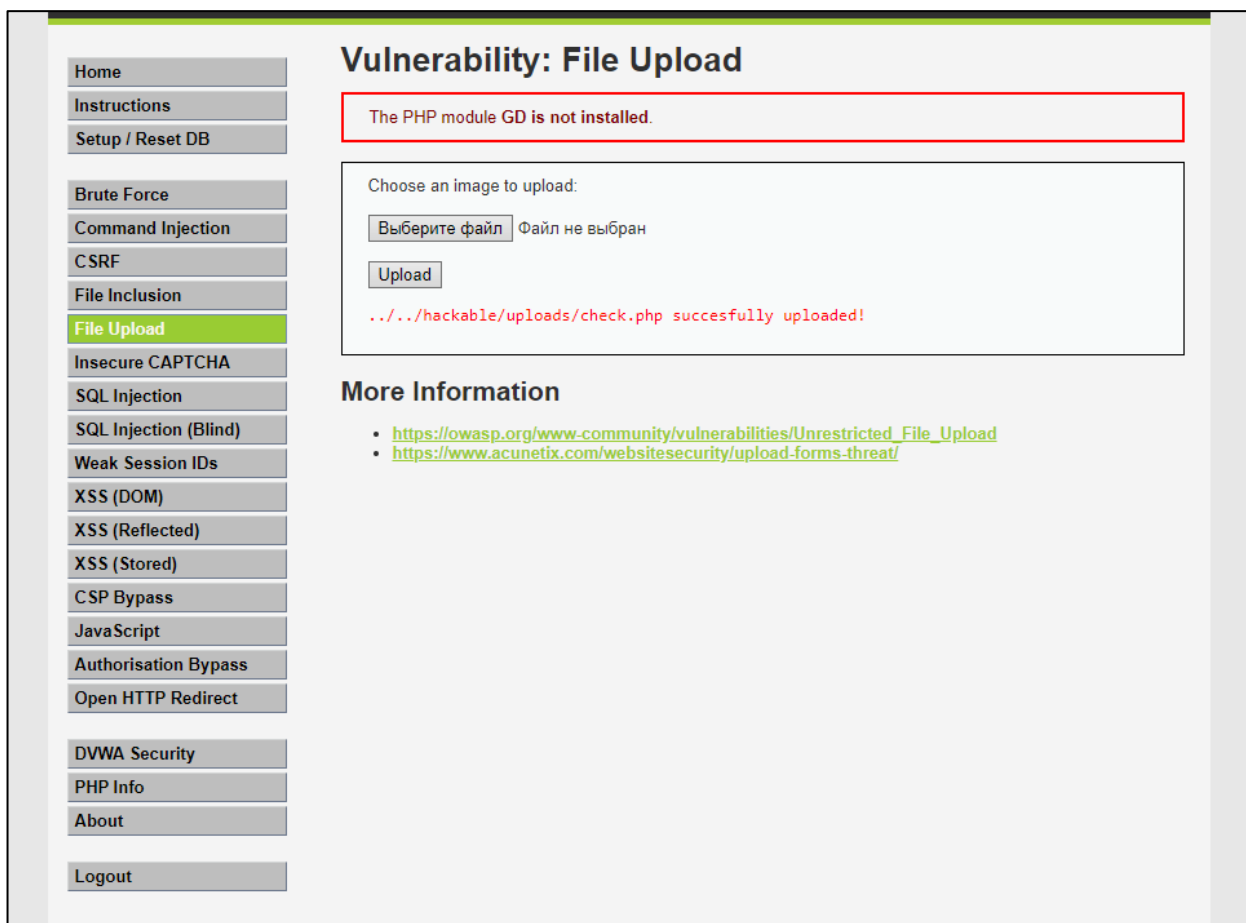 Home
Instructions
Setup / Reset DB
Brute Force
Command Injection
CSRF
File Inclusion
File Upload
Insecure CAPTCHA
SQL Injection
SQL Injection (Blind)
Weak Session IDs
XSS (DOM)
XSS (Reflected)
XSS (Stored)
CSP Bypass
JavaScript
Authorisation Bypass
Open HTTP Redirect
DVWA Security
PHP Info
About
Logout
Vulnerability: File Upload
The PHP module GD is not installed.
Choose an image to upload:
Выберите файл Файл не выбран
Upload
../../hackable/uploads/check.php succesfully uploaded!
More Information
https://owasp.org/www-community/vulnerabilities/Unrestricted_File_Upload
https://www.acunetix.com/websitesecurity/upload-forms-threat/